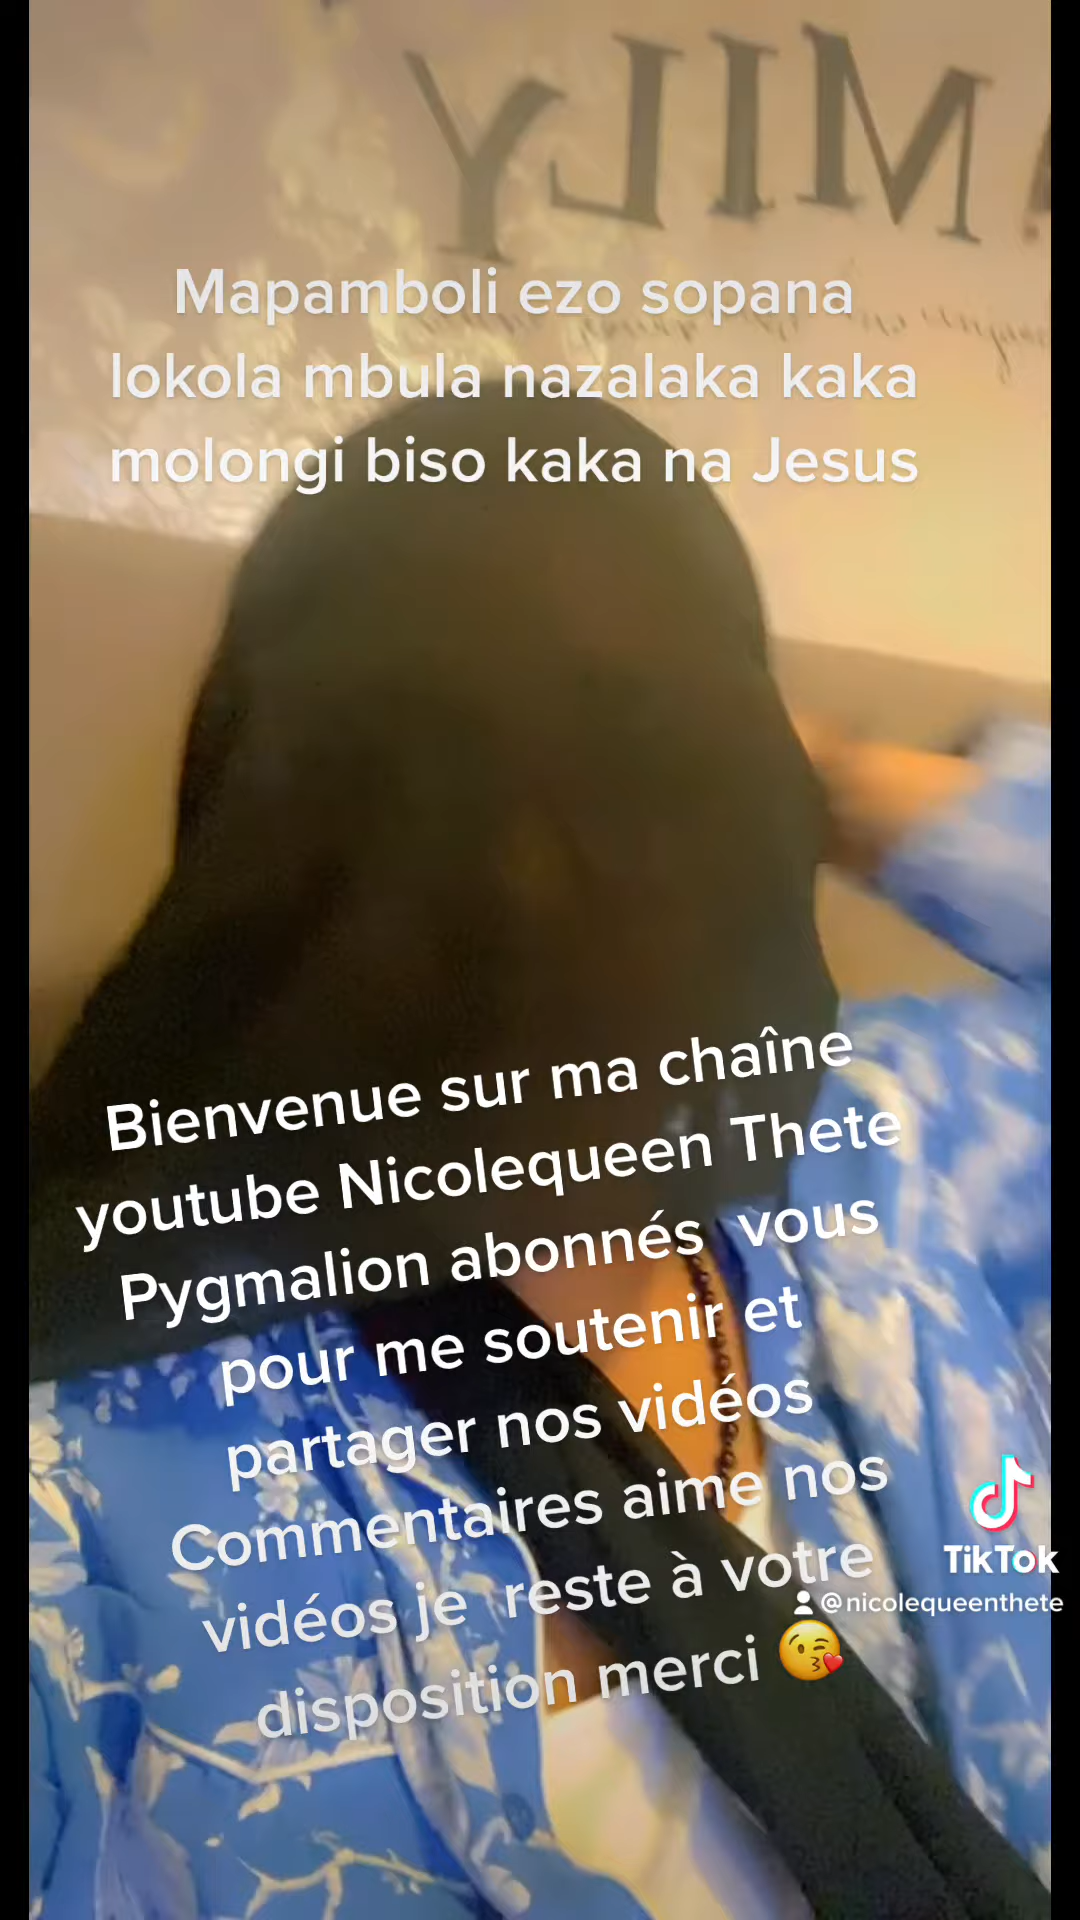 MILY
Mapamboli ezo sopana
lokola mbula nazalaka kaka
molongi biso kaka na Jesus
Bienvenue sur ma chaîne
youtube Nicolequeen Thete
Pygmalion abonnés vous
pour me soutenir et
partager nos vidéos
Commentaires aime nos
vidéos je reste à votre
disposition merci 😘
TikTok
@nicolequeenthete